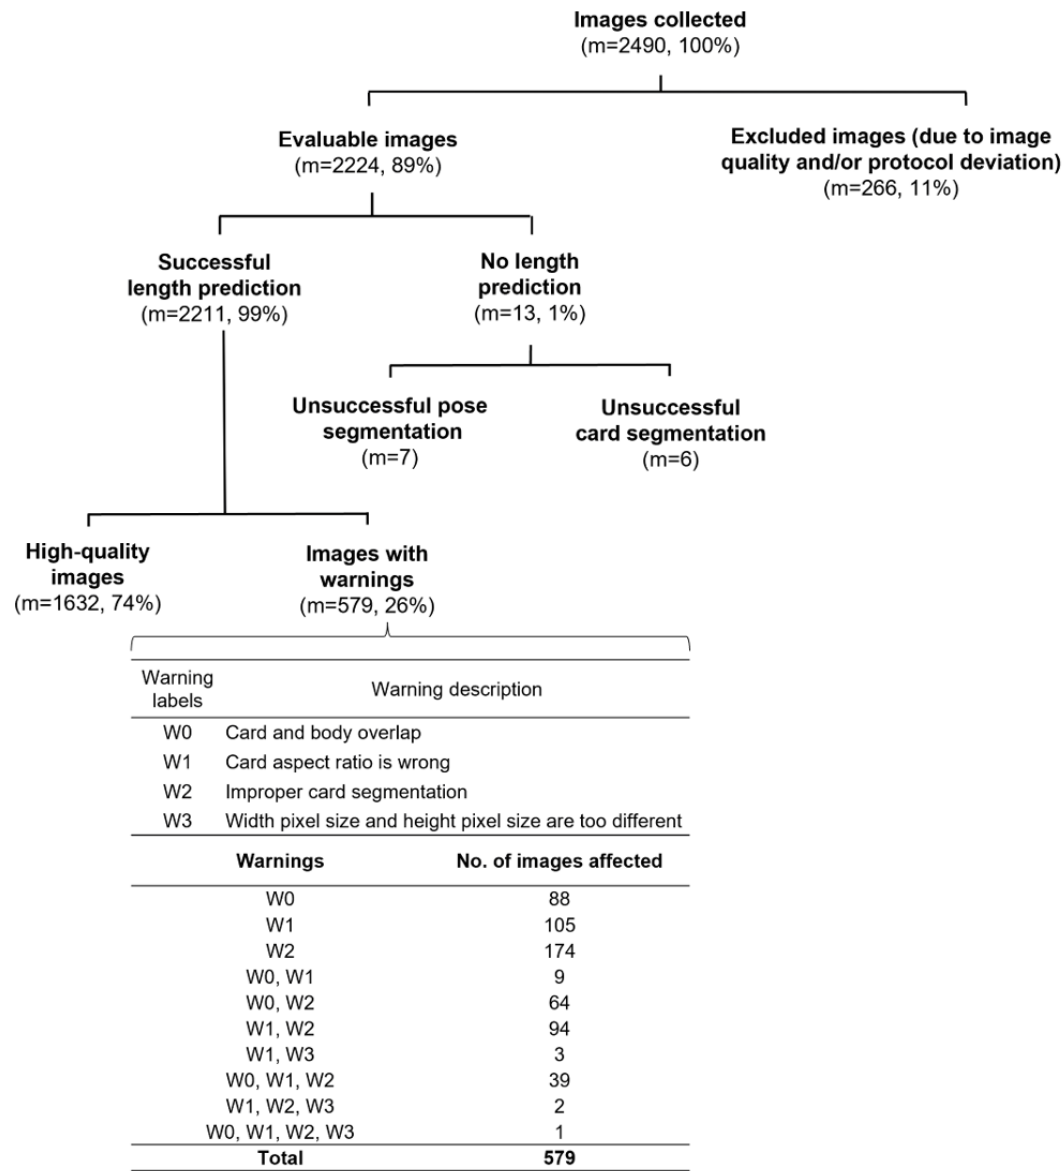 Images collected
(m=2490, 100%)
Evaluable images
(m=2224, 89%)
Excluded images (due to image
quality and/or protocol deviation)
(m=266, 11%)
Successful
length prediction
(m=2211, 99%)
No length
prediction
(m=13, 1%)
Unsuccessful pose
segmentation
(m=7)
Unsuccessful
card segmentation
(m=6)
High-quality
images
(m=1632, 74%)
Images with
warnings
(m=579, 26%)
Warning
labels
Warning description
W0 Card and body overlap
W1 Card aspect ratio is wrong
W2 Improper card segmentation
W3 Width pixel size and height pixel size are too different
Warnings No. of images affected
W0 88
W1 105
W2 174
W0, W1 9
W0, W2 64
W1, W2 94
W1, W3 3
W0, W1, W2 39
W1, W2, W3 2
W0, W1, W2, W3 1
Total 579